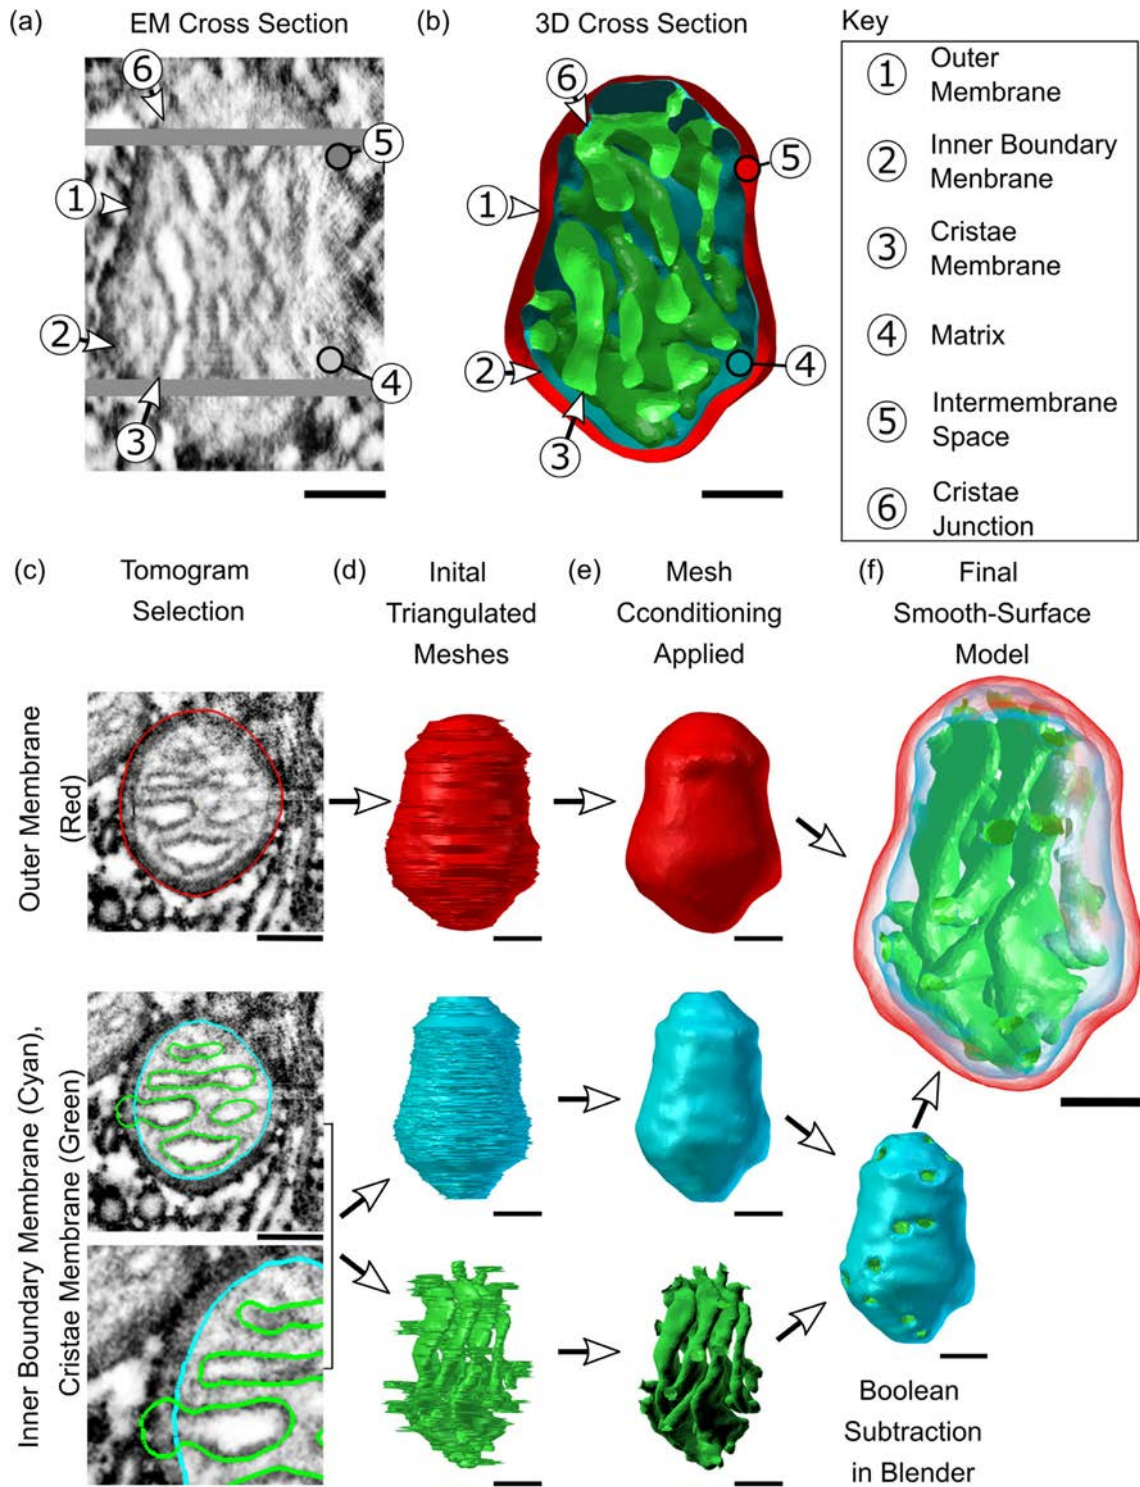 (a)
EM Cross Section
(b)
3D Cross Section
Key
6
5
1
2
4
3
6
5
1
2
4
3
1
Outer
Membrane
2
Inner Boundary
Menbrane
3
Cristae
Membrane
4
Matrix
5
Intermembrane
Space
6
Cristae
Junction
(c)
Tomogram
Selection
(d)
Inital
Triangulated
Meshes
(e)
Mesh
Cconditioning
Applied
(f)
Final
Smooth-Surface
Model
Outer Membrane
(Red)
Inner Boundary Membrane (Cyan),
Cristae Membrane (Green)
Boolean
Subtraction
in Blender